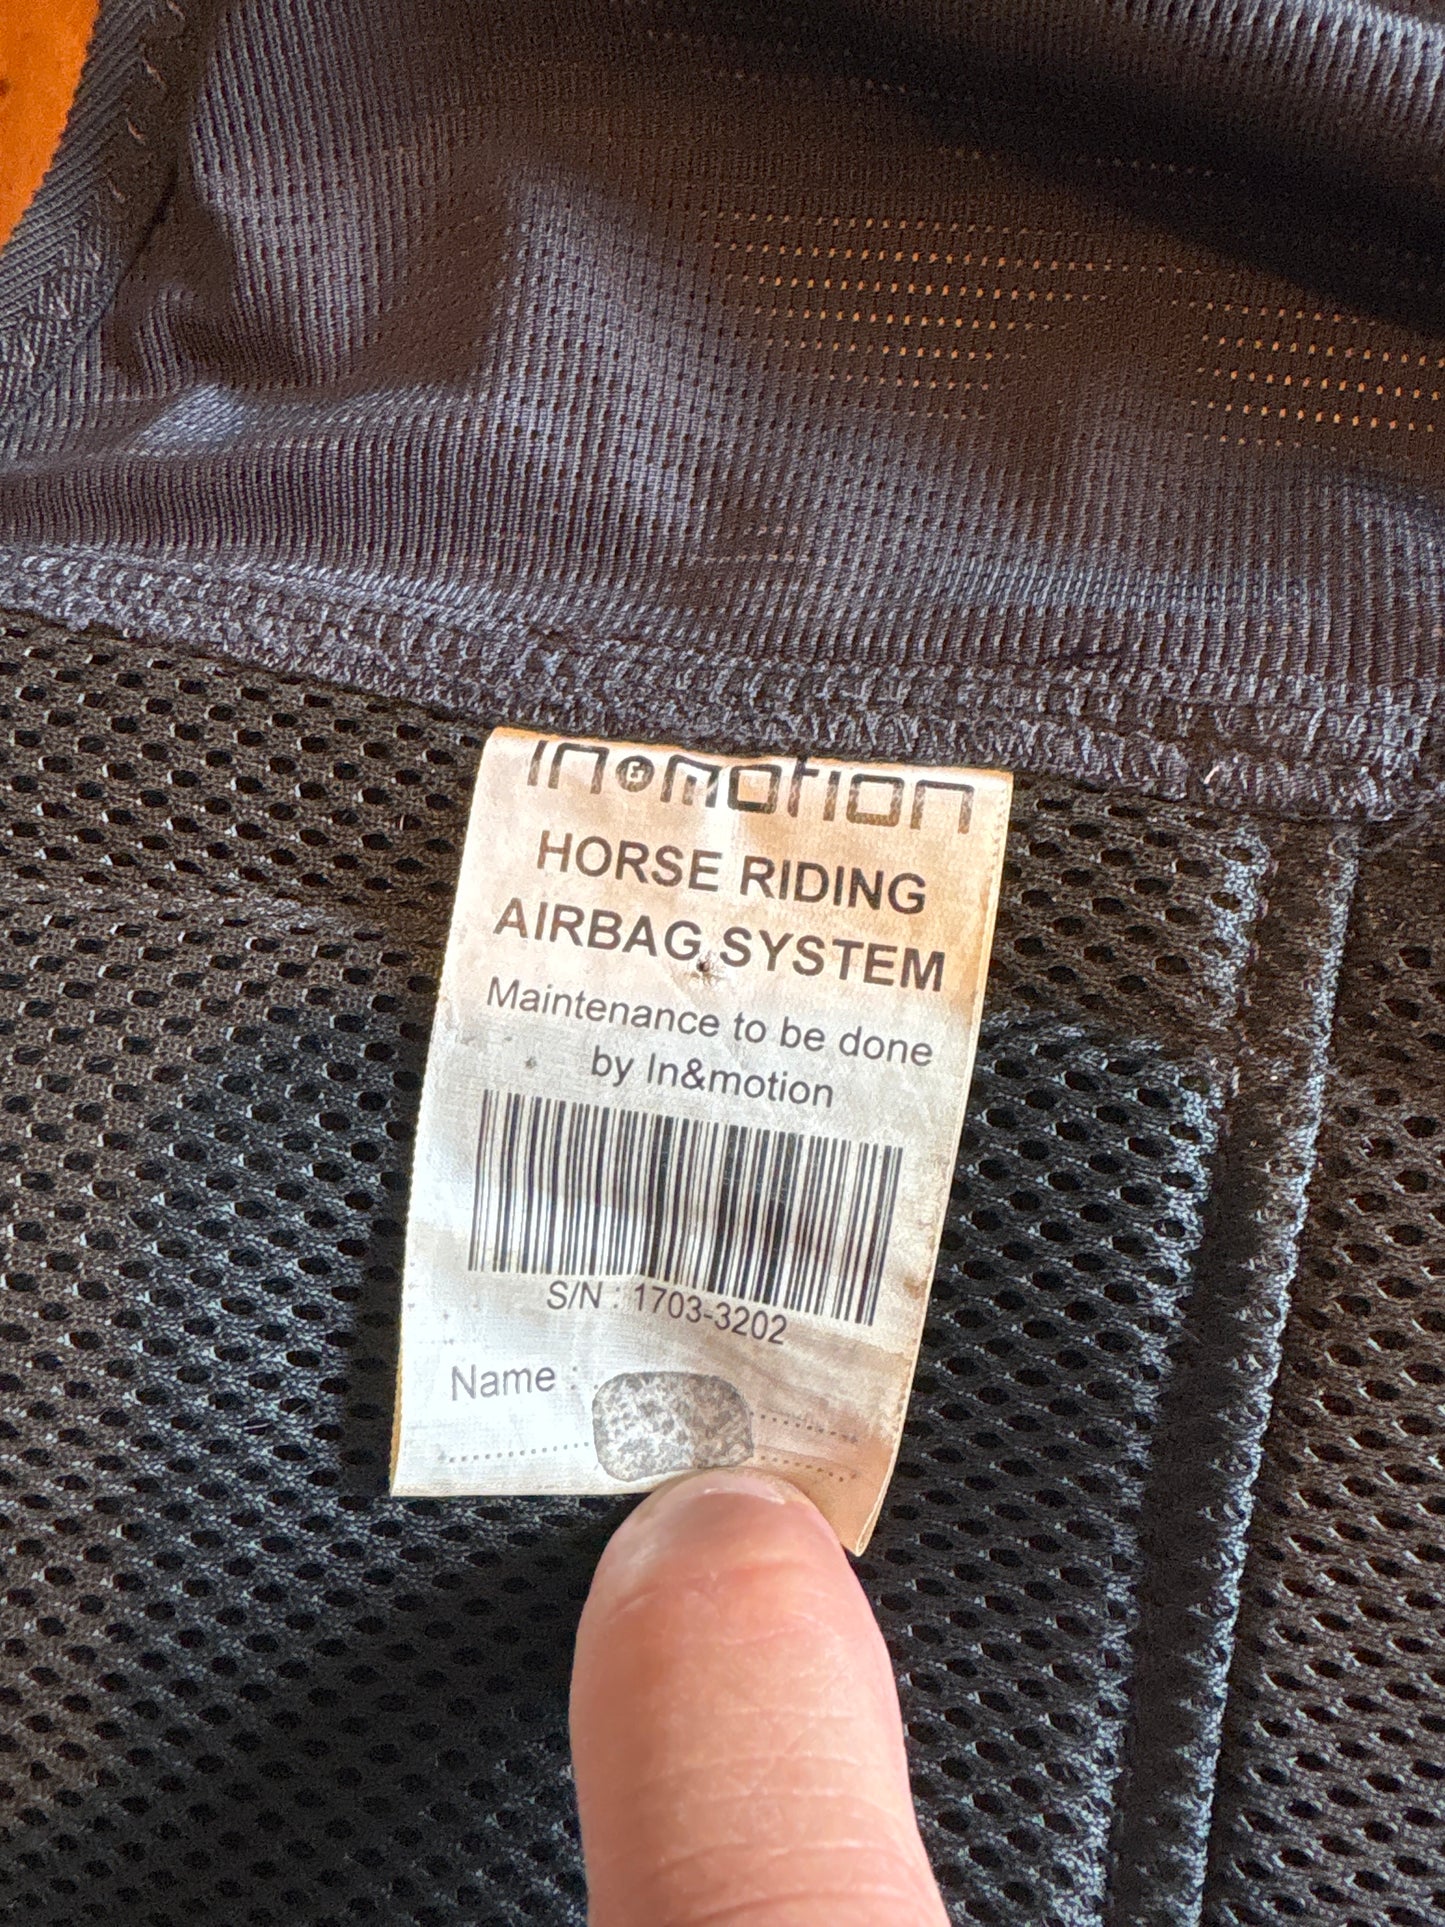 in&motion
HORSE RIDING
AIRBAG SYSTEM
Maintenance to be done
by In&motion
S/N : 1703-3202
Name :